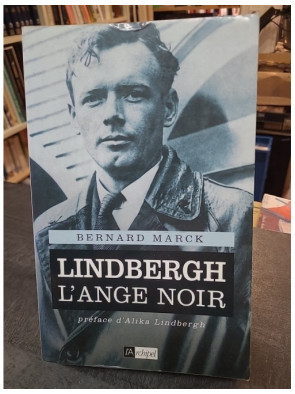 BERNARD MARCK
LINDBERGH
L'ANGE NOIR
préface d'Alika Lindbergh
l'Archipel